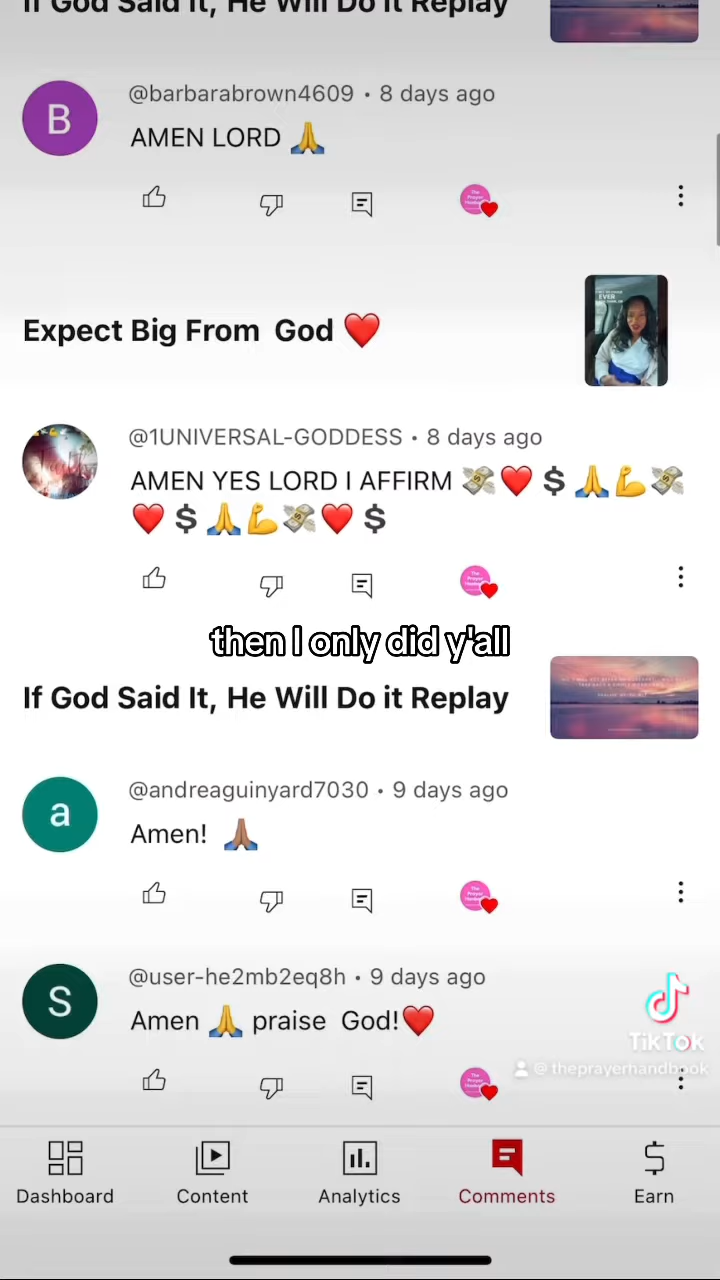 If God Said It, He Will Do it Replay
@barbarabrown4609 • 8 days ago
B
AMEN LORD 🙏
Expect Big From God ❤️
EVER
@1UNIVERSAL-GODDESS • 8 days ago
AMEN YES LORD I AFFIRM 💸❤️💲🙏💪💸
❤️💲🙏💪💸❤️💲
then I only did y'all
If God Said It, He Will Do it Replay
@andreaguinyard7030 • 9 days ago
a
Amen! 🙏🏽
@user-he2mb2eq8h • 9 days ago
S
Amen 🙏 praise God!❤️
TikTok
@theprayerhandbook
Dashboard Content Analytics Comments Earn